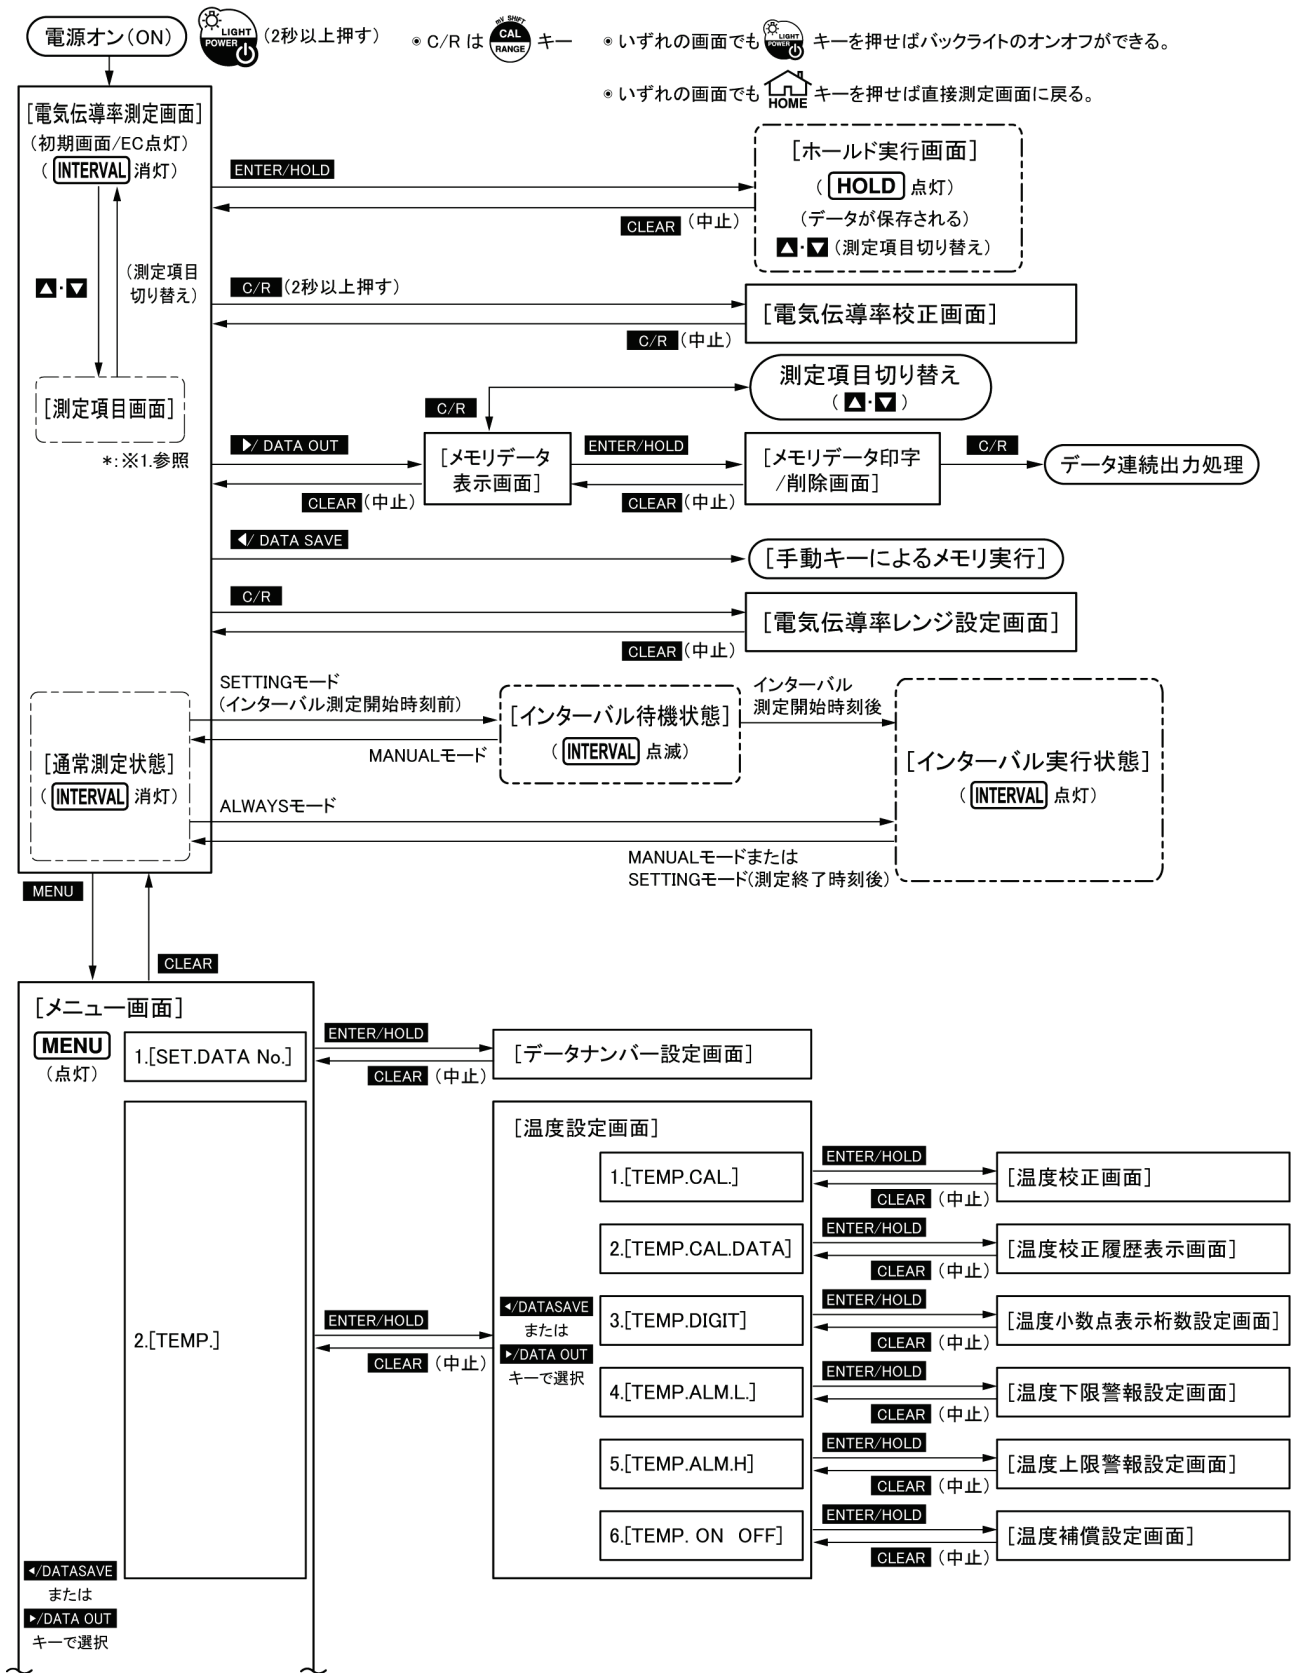 電源オン(ON)
LIGHT
POWER
(2秒以上押す)
◉ C/R は
mV SHIFT
CAL
RANGE
キー
◉ いずれの画面でも
LIGHT
POWER
キーを押せばバックライトのオンオフができる。
◉ いずれの画面でも
HOME
キーを押せば直接測定画面に戻る。
[電気伝導率測定画面]
(初期画面/EC点灯)
( INTERVAL 消灯)
▲・▼
(測定項目
切り替え)
[測定項目画面]
*:※1.参照
ENTER/HOLD
CLEAR (中止)
[ホールド実行画面]
( HOLD 点灯)
(データが保存される)
▲・▼ (測定項目切り替え)
C/R (2秒以上押す)
C/R (中止)
[電気伝導率校正画面]
測定項目切り替え
( ▲・▼ )
C/R
▶/ DATA OUT
CLEAR (中止)
[メモリデータ
表示画面]
ENTER/HOLD
CLEAR (中止)
[メモリデータ印字
/削除画面]
C/R
データ連続出力処理
◀/ DATA SAVE
[手動キーによるメモリ実行]
C/R
CLEAR (中止)
[電気伝導率レンジ設定画面]
[通常測定状態]
( INTERVAL 消灯)
SETTINGモード
(インターバル測定開始時刻前)
MANUALモード
[インターバル待機状態]
( INTERVAL 点滅)
インターバル
測定開始時刻後
[インターバル実行状態]
( INTERVAL 点灯)
ALWAYSモード
MANUALモードまたは
SETTINGモード(測定終了時刻後)
MENU
CLEAR
[メニュー画面]
MENU
(点灯)
1.[SET.DATA No.]
ENTER/HOLD
CLEAR (中止)
[データナンバー設定画面]
2.[TEMP.]
ENTER/HOLD
CLEAR (中止)
[温度設定画面]
◀/DATASAVE
または
▶/DATA OUT
キーで選択
1.[TEMP.CAL.]
ENTER/HOLD
CLEAR (中止)
[温度校正画面]
2.[TEMP.CAL.DATA]
ENTER/HOLD
CLEAR (中止)
[温度校正履歴表示画面]
3.[TEMP.DIGIT]
ENTER/HOLD
CLEAR (中止)
[温度小数点表示桁数設定画面]
4.[TEMP.ALM.L.]
ENTER/HOLD
CLEAR (中止)
[温度下限警報設定画面]
5.[TEMP.ALM.H]
ENTER/HOLD
CLEAR (中止)
[温度上限警報設定画面]
6.[TEMP. ON OFF]
ENTER/HOLD
CLEAR (中止)
[温度補償設定画面]
◀/DATASAVE
または
▶/DATA OUT
キーで選択